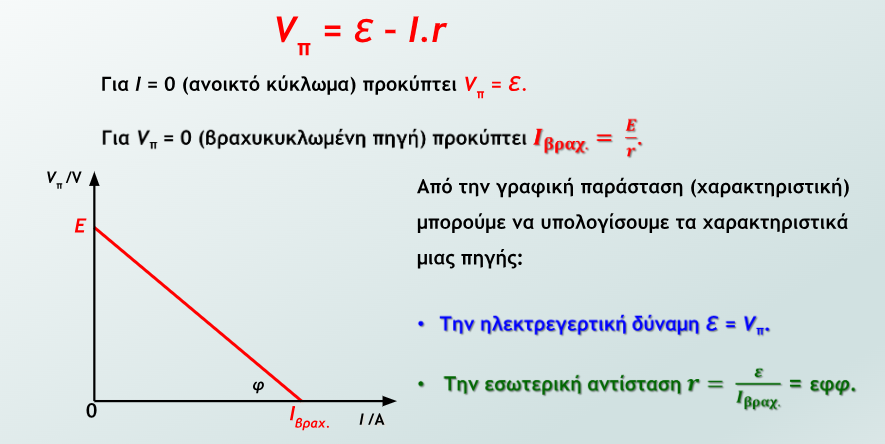 Vπ = Ɛ - I.r
Για I = 0 (ανοικτό κύκλωμα) προκύπτει Vπ = Ɛ.
Για Vπ = 0 (βραχυκυκλωμένη πηγή) προκύπτει Iβραχ. = E/r.
Vπ /V
E
φ
0
Iβραχ.
I /A
Από την γραφική παράσταση (χαρακτηριστική)
μπορούμε να υπολογίσουμε τα χαρακτηριστικά
μιας πηγής:
• Την ηλεκτρεγερτική δύναμη Ɛ = Vπ.
• Την εσωτερική αντίσταση r = ε/Iβραχ. = εφφ.